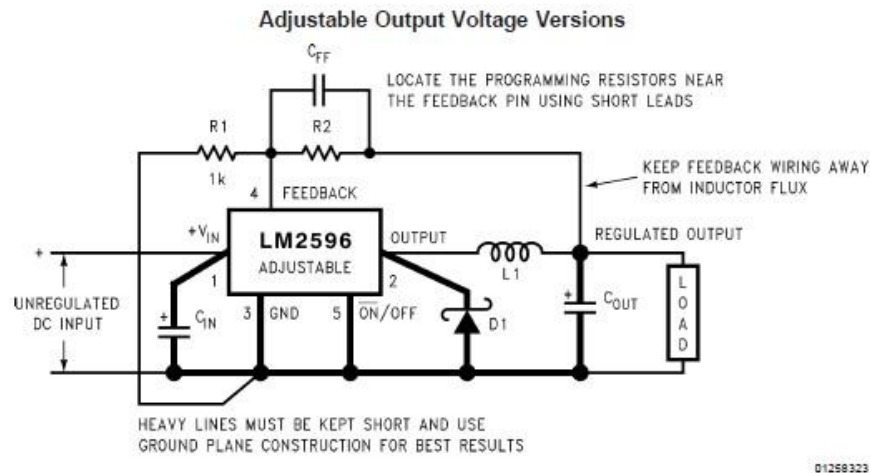 Adjustable Output Voltage Versions
CFF
LOCATE THE PROGRAMMING RESISTORS NEAR
THE FEEDBACK PIN USING SHORT LEADS
R1
R2
1k
4
FEEDBACK
KEEP FEEDBACK WIRING AWAY
FROM INDUCTOR FLUX
+VIN
LM2596
ADJUSTABLE
OUTPUT
REGULATED OUTPUT
+
1
2
L1
UNREGULATED
DC INPUT
+
CIN
3
GND
5
ON/OFF
D1
+
COUT
LOAD
HEAVY LINES MUST BE KEPT SHORT AND USE
GROUND PLANE CONSTRUCTION FOR BEST RESULTS
01258323